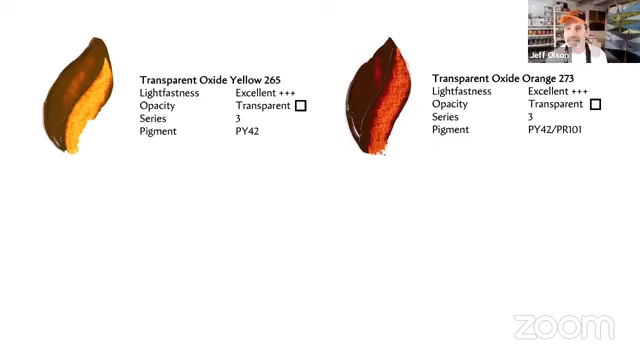 Jeff Olson
Transparent Oxide Yellow 265
Lightfastness Excellent +++
Opacity Transparent
Series 3
Pigment PY42
Transparent Oxide Orange 273
Lightfastness Excellent +++
Opacity Transparent
Series 3
Pigment PY42/PR101
zoom